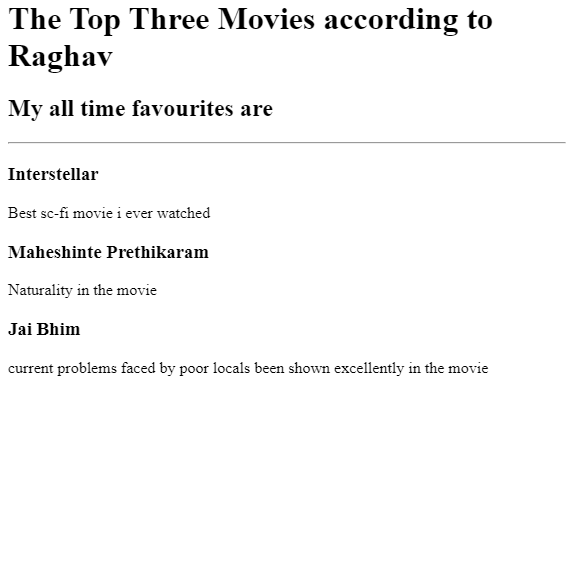 The Top Three Movies according to
Raghav
My all time favourites are
Interstellar
Best sc-fi movie i ever watched
Maheshinte Prethikaram
Naturality in the movie
Jai Bhim
current problems faced by poor locals been shown excellently in the movie